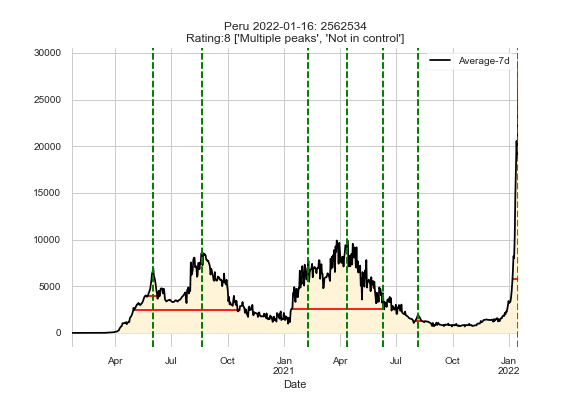 Peru 2022-01-16: 2562534
Rating:8 ['Multiple peaks', 'Not in control']
30000
Average-7d
25000
20000
15000
10000
5000
0
Apr Jul Oct Jan Apr Jul Oct Jan
2021 2022
Date